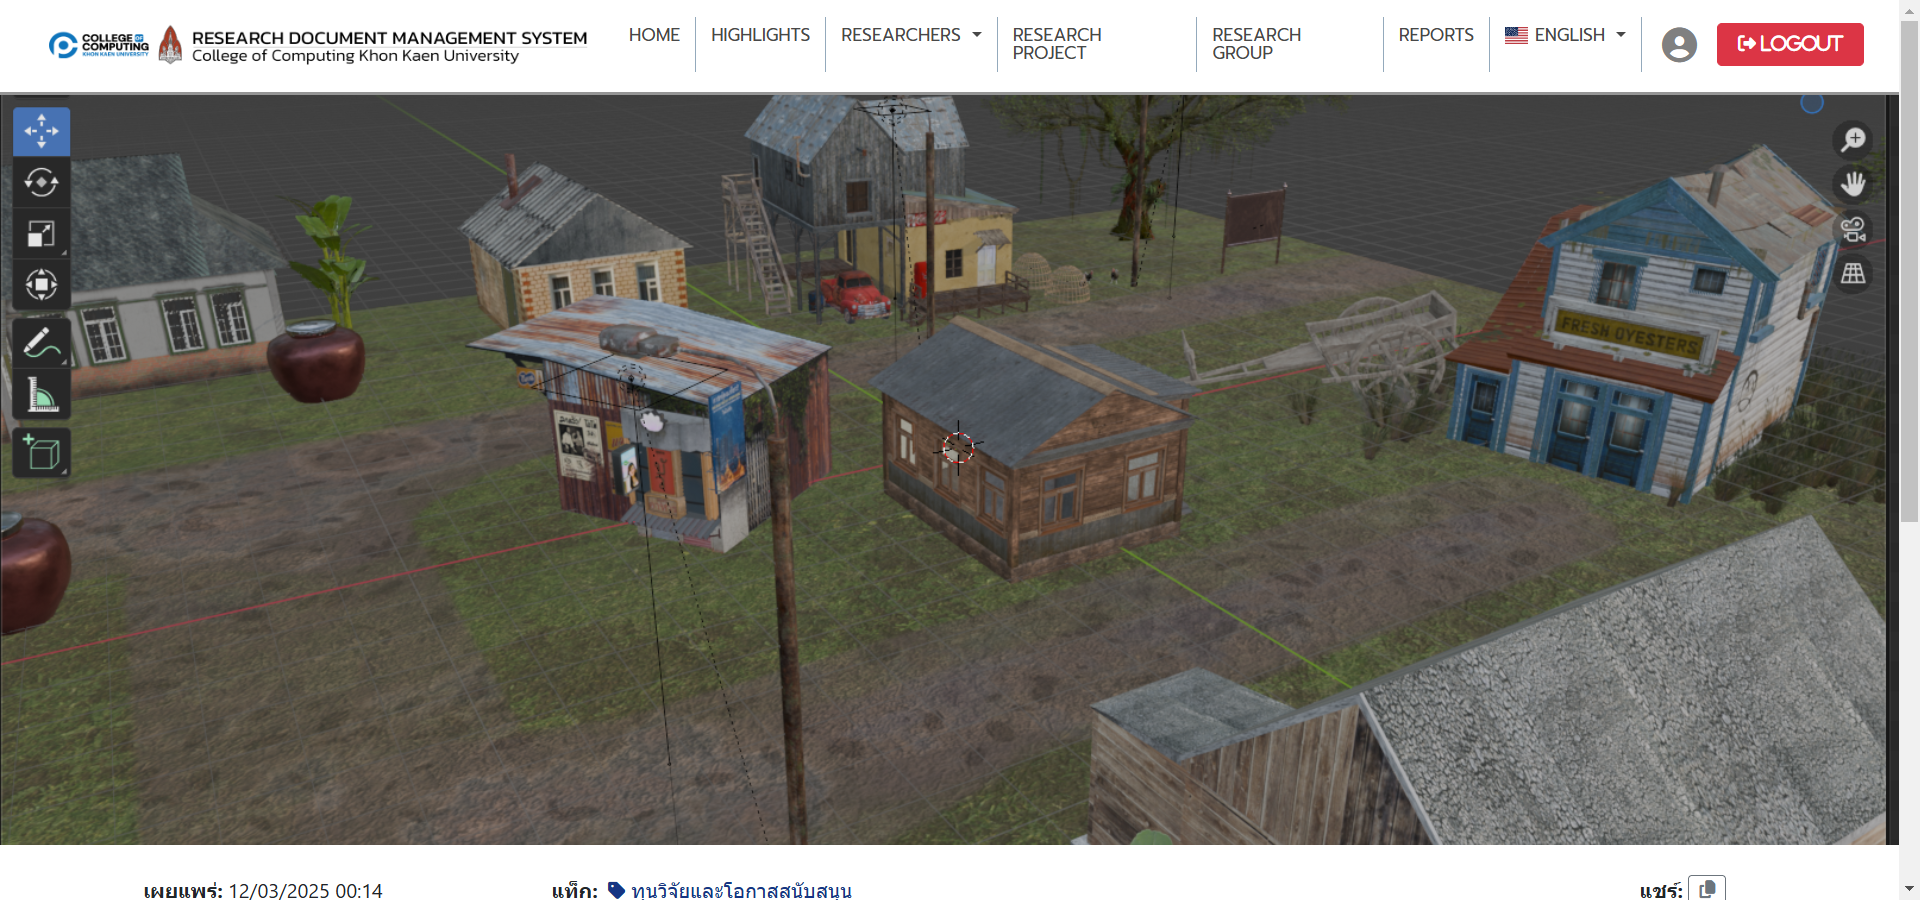 COLLEGE OF
COMPUTING
KHON KAEN UNIVERSITY
RESEARCH DOCUMENT MANAGEMENT SYSTEM
College of Computing Khon Kaen University
HOME
HIGHLIGHTS
RESEARCHERS
RESEARCH
PROJECT
RESEARCH
GROUP
REPORTS
ENGLISH
LOGOUT
FRESH OYESTERS
เผยแพร่: 12/03/2025 00:14
แท็ก: ทุนวิจัยและโอกาสสนับสนุน
แชร์: